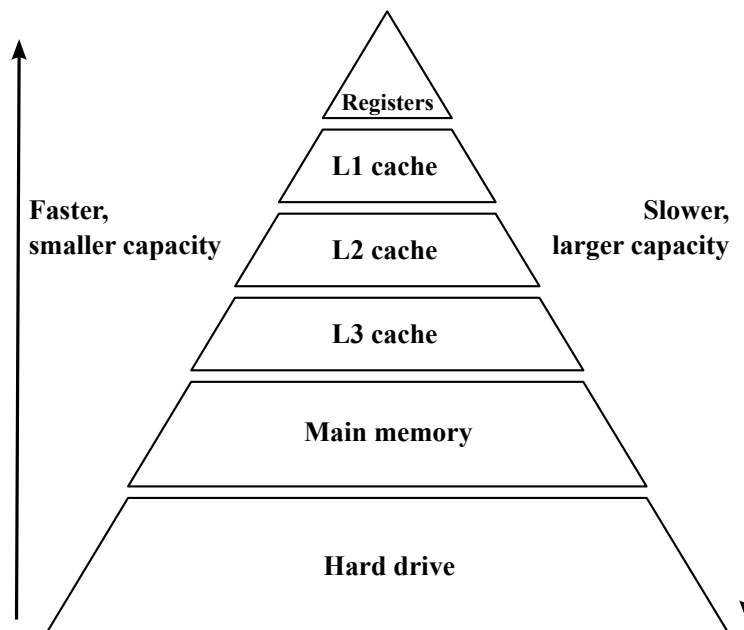 Registers
L1 cache
Faster,
smaller capacity
Slower,
larger capacity
L2 cache
L3 cache
Main memory
Hard drive